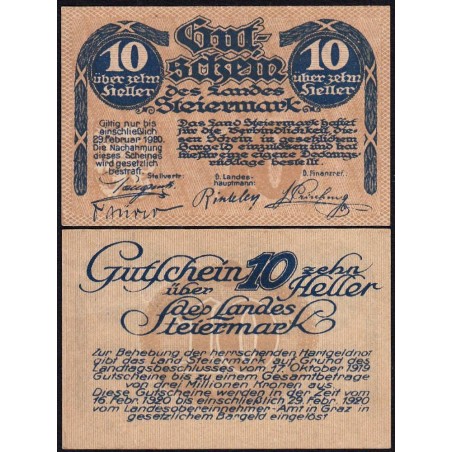 Gut-
schein
des Landes
Steiermark
10
über zehn
Heller
10
über zehn
Heller
Giltig nur bis
einschließlich
29.Februar 1920.
Die Nachahmung
dieses Scheines
wird gesetzlich
bestraft.
Das Land Steiermark haftet
für die Verbindlichkeit die-
ser Schein in gesetzlichem
Bargeld einzulösen und hat
hiefür eine eigene Deckungs-
rücklage bestellt.
Stellvertr.
D. Landes-
hauptmann:
D. Finanzref.
Rintelen
Gutschein 10 zehn
über Heller
des Landes
Steiermark
Zur Behebung der herrschenden Hartgeldnot
gibt das Land Steiermark auf Grund des
Landtagsbeschlusses vom 17. Oktober 1919
Gutscheine bis zu einem Gesamtbetrage
von drei Millionen Kronen aus.
Diese Gutscheine werden in der Zeit vom
16. febr. 1920 bis einschließlich 29. febr. 1920
vom Landesobereinnehmer-Amt in Graz in
gesetzlichem Bargeld eingelöst